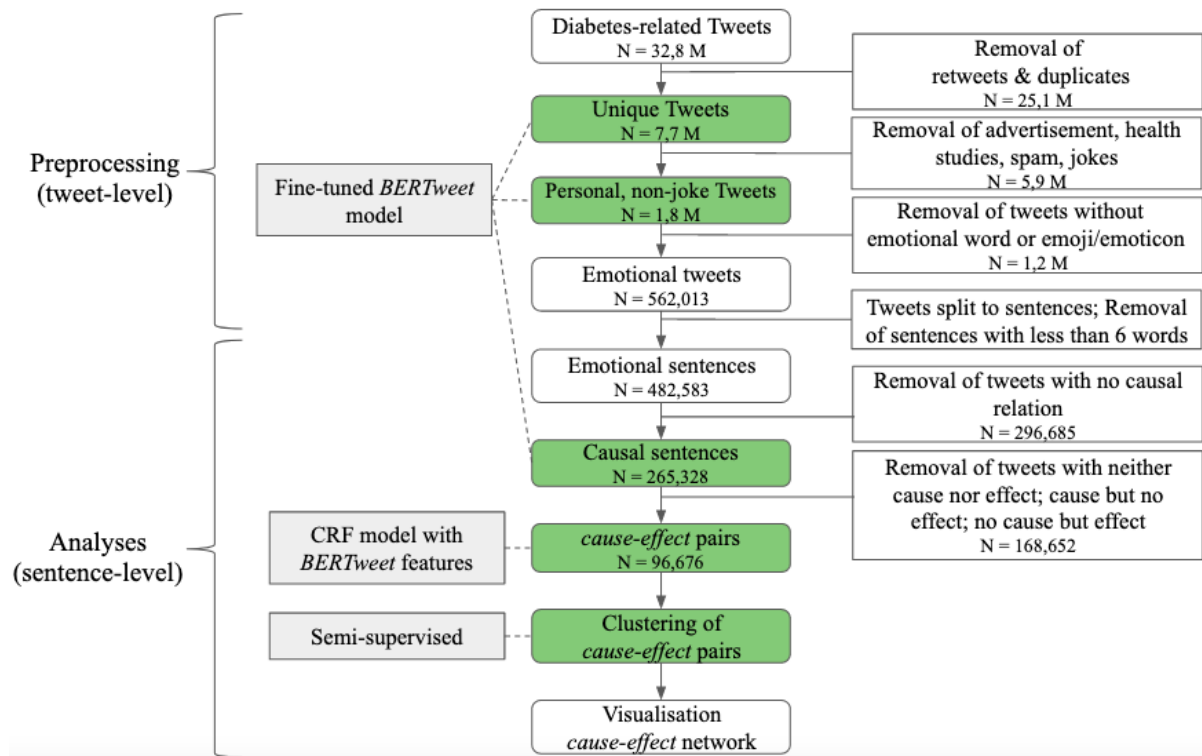 Diabetes-related Tweets
N = 32,8 M
Removal of
retweets & duplicates
N = 25,1 M
Unique Tweets
N = 7,7 M
Removal of advertisement, health
studies, spam, jokes
N = 5,9 M
Preprocessing
(tweet-level)
Fine-tuned BERTweet
model
Personal, non-joke Tweets
N = 1,8 M
Removal of tweets without
emotional word or emoji/emoticon
N = 1,2 M
Emotional tweets
N = 562,013
Tweets split to sentences; Removal
of sentences with less than 6 words
Emotional sentences
N = 482,583
Removal of tweets with no causal
relation
N = 296,685
Causal sentences
N = 265,328
Removal of tweets with neither
cause nor effect; cause but no
effect; no cause but effect
N = 168,652
Analyses
(sentence-level)
CRF model with
BERTweet features
cause-effect pairs
N = 96,676
Semi-supervised
Clustering of
cause-effect
pairs
Visualisation
cause-effect network